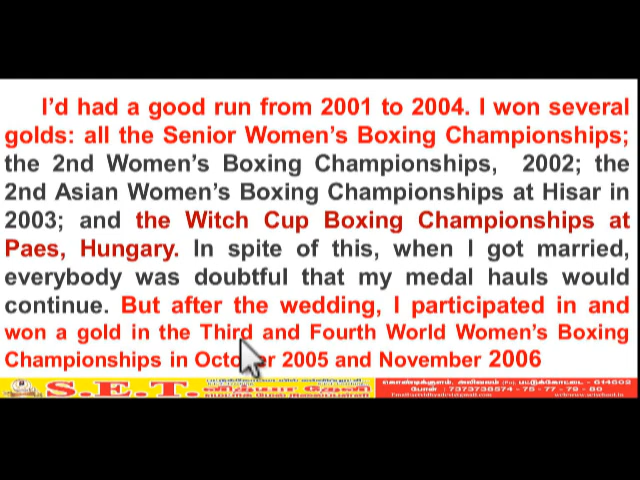 I'd had a good run from 2001 to 2004. I won several
golds: all the Senior Women's Boxing Championships;
the 2nd Women's Boxing Championships, 2002; the
2nd Asian Women's Boxing Championships at Hisar in
2003; and the Witch Cup Boxing Championships at
Paes, Hungary. In spite of this, when I got married,
everybody was doubtful that my medal hauls would
continue. But after the wedding, I participated in and
won a gold in the Third and Fourth World Women's Boxing
Championships in October 2005 and November 2006
S.E.T.
614602
7373738574 - 75 - 77 - 79 - 80